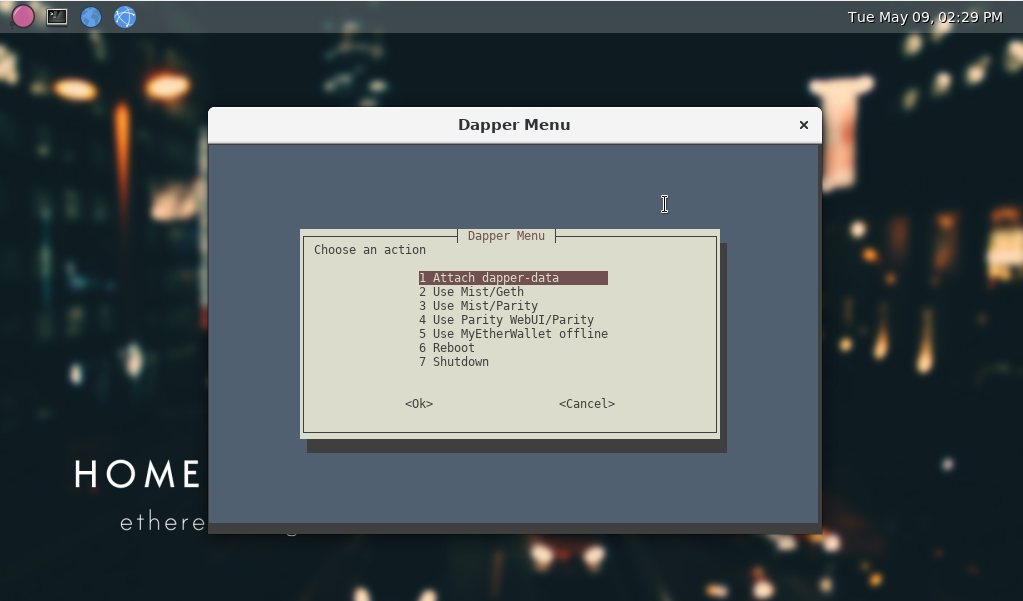 Tue May 09, 02:29 PM
Dapper Menu
Dapper Menu
Choose an action
1 Attach dapper-data
2 Use Mist/Geth
3 Use Mist/Parity
4 Use Parity WebUI/Parity
5 Use MyEtherWallet offline
6 Reboot
7 Shutdown
<Ok> <Cancel>
HOME
ethere